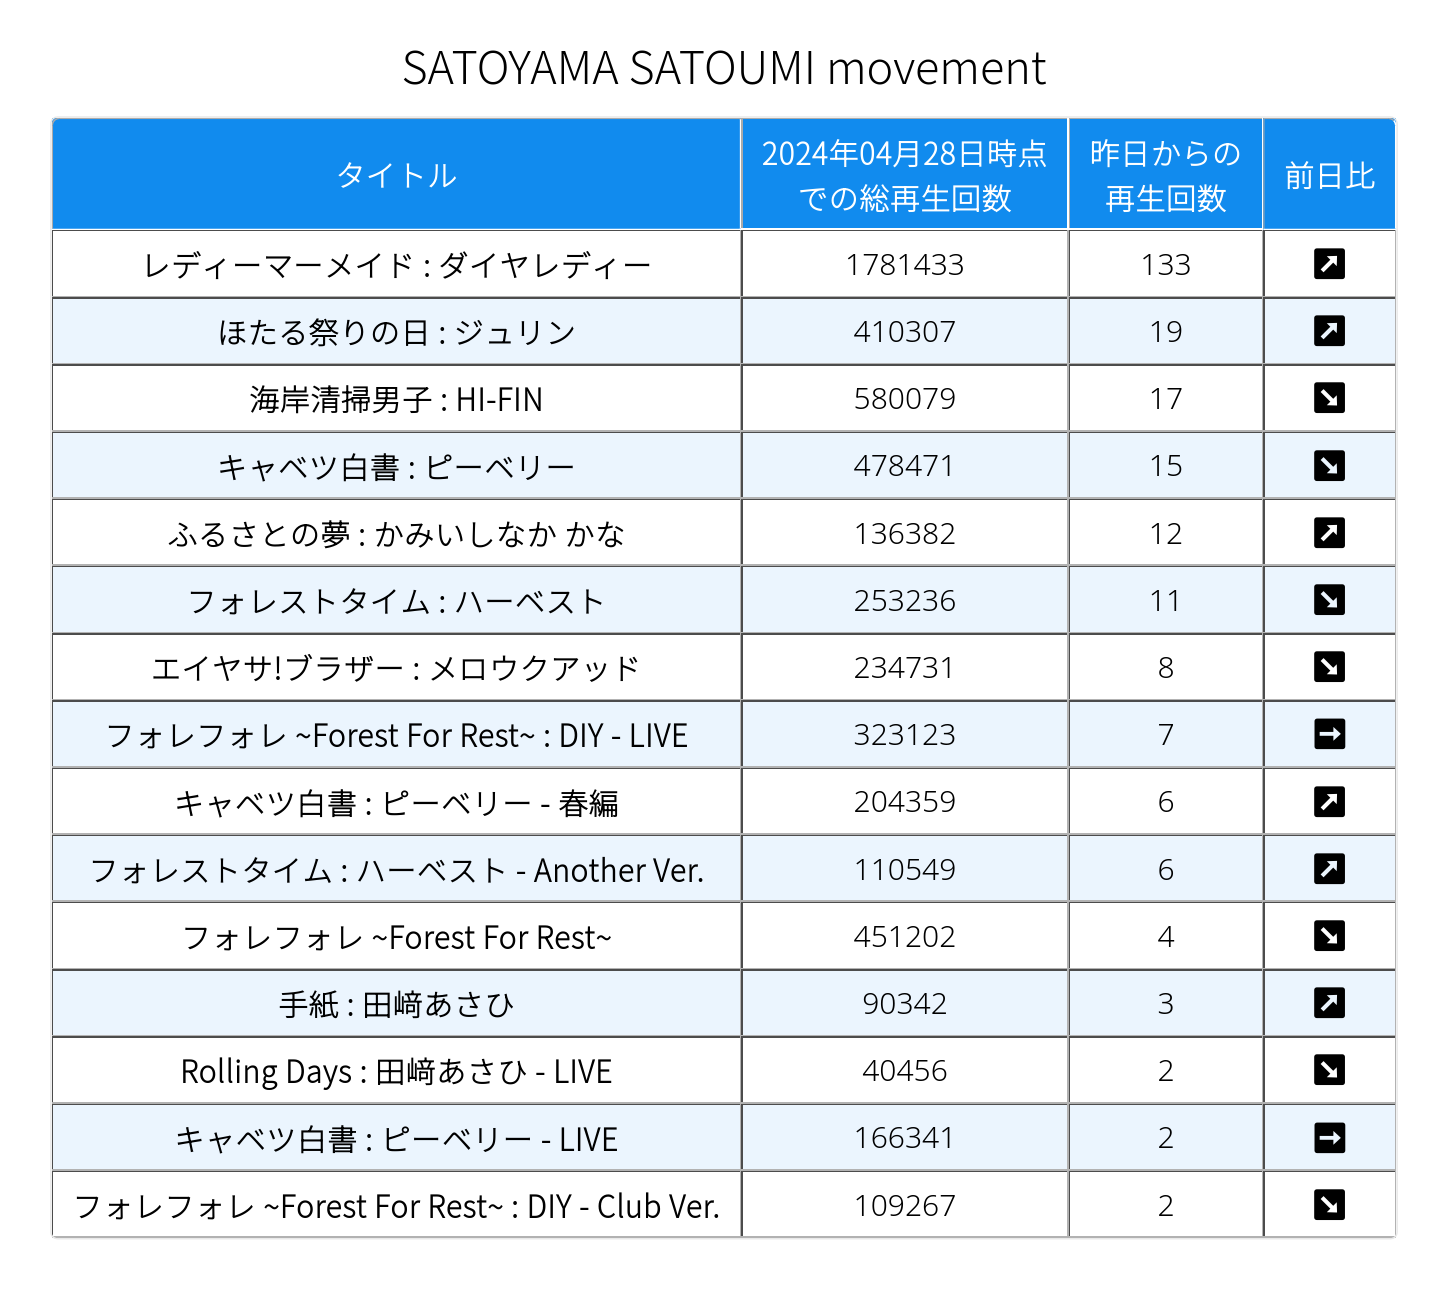 SATOYAMA SATOUMI movement
タイトル 2024年04月28日時点での総再生回数 昨日からの再生回数 前日比
レディーマーメイド : ダイヤレディー 1781433 133 ↗
ほたる祭りの日 : ジュリン 410307 19 ↗
海岸清掃男子 : HI-FIN 580079 17 ↘
キャベツ白書 : ピーベリー 478471 15 ↘
ふるさとの夢 : かみいしなか かな 136382 12 ↗
フォレストタイム : ハーベスト 253236 11 ↘
エイヤサ!ブラザー : メロウクアッド 234731 8 ↘
フォレフォレ ~Forest For Rest~ : DIY - LIVE 323123 7 →
キャベツ白書 : ピーベリー - 春編 204359 6 ↗
フォレストタイム : ハーベスト - Another Ver. 110549 6 ↗
フォレフォレ ~Forest For Rest~ 451202 4 ↘
手紙 : 田﨑あさひ 90342 3 ↗
Rolling Days : 田﨑あさひ - LIVE 40456 2 ↘
キャベツ白書 : ピーベリー - LIVE 166341 2 →
フォレフォレ ~Forest For Rest~ : DIY - Club Ver. 109267 2 ↘